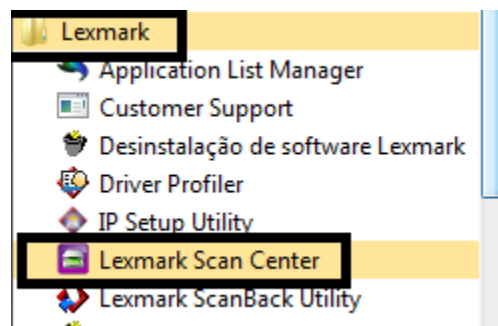 Lexmark
Application List Manager
Customer Support
Desinstalação de software Lexmark
Driver Profiler
IP Setup Utility
Lexmark Scan Center
Lexmark ScanBack Utility